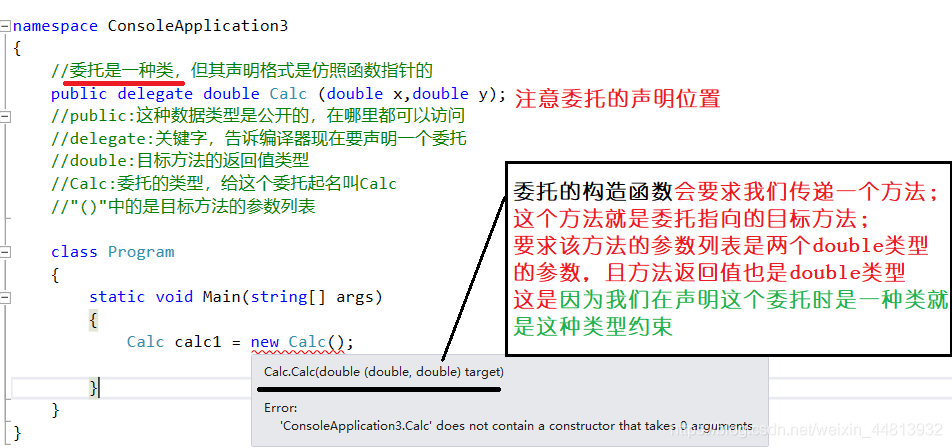 namespace ConsoleApplication3
{
//委托是一种类，但其声明格式是仿照函数指针的
public delegate double Calc (double x,double y); 注意委托的声明位置
//public:这种数据类型是公开的，在哪里都可以访问
//delegate:关键字，告诉编译器现在要声明一个委托
//double:目标方法的返回值类型
//Calc:委托的类型，给这个委托起名叫Calc
//"()"中的是目标方法的参数列表
委托的构造函数会要求我们传递一个方法；
这个方法就是委托指向的目标方法；
要求该方法的参数列表是两个double类型
的参数，且方法返回值也是double类型
这是因为我们在声明这个委托时是一种类就
是这种类型约束
class Program
{
static void Main(string[] args)
{
Calc calc1 = new Calc();
Calc.Calc(double (double, double) target)
Error:
'ConsoleApplication3.Calc' does not contain a constructor that takes 0 arguments
}
}
}
https://blog.csdn.net/weixin_44813932